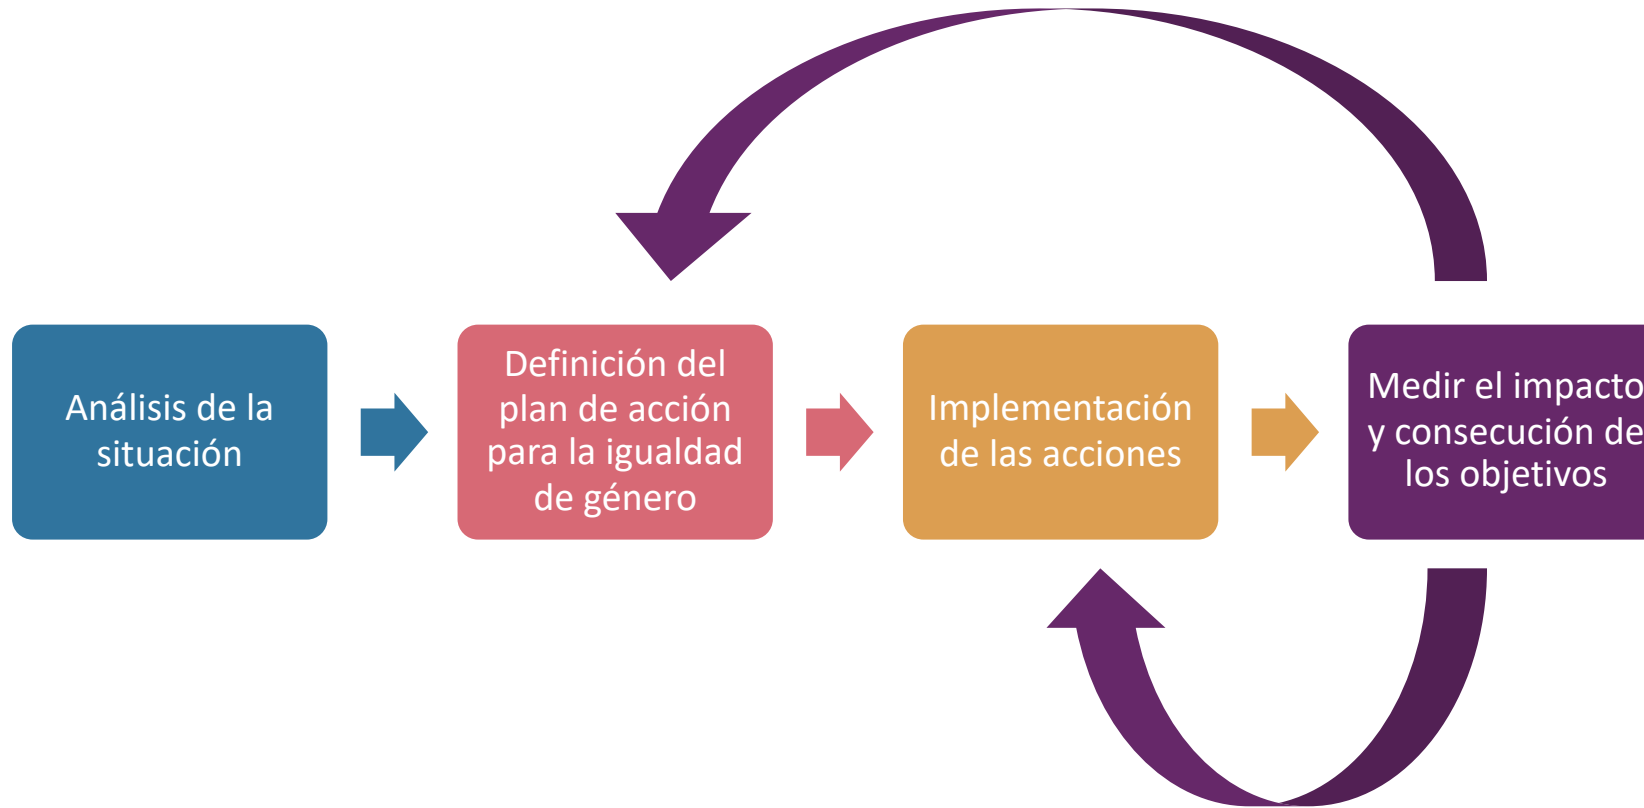 Análisis de la
situación
Definición del
plan de acción
para la igualdad
de género
Implementación
de las acciones
Medir el impacto
y consecución de
los objetivos